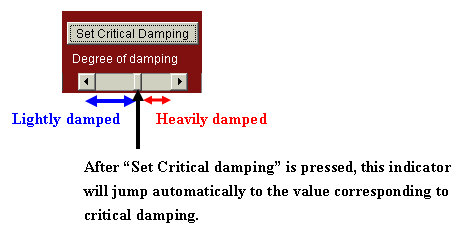 Set Critical Damping
Degree of damping
Lightly damped
Heavily damped
After “Set Critical damping” is pressed, this indicator
will jump automatically to the value corresponding to
critical damping.